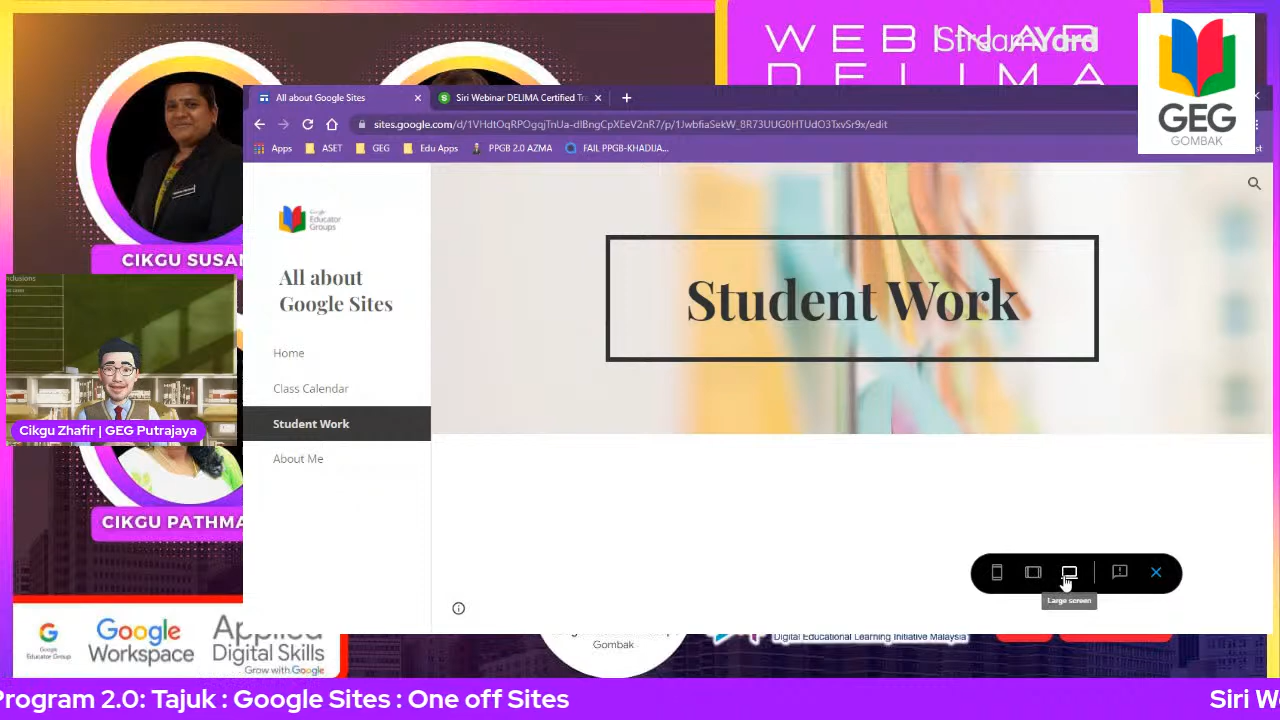 WEBINAR
DELIMA
StreamYard
GEG
GOMBAK
All about Google Sites
Siri Webinar DELIMA Certified Tra
sites.google.com/d/1VHdtOqRPOgqjTnUa-dIBngCpXEeV2nR7/p/1JwbfiaSekW_8R73UUG0HTUdO3TxvSr9x/edit
Apps
ASET
GEG
Edu Apps
PPGB 2.0 AZMA
FAIL PPGB-KHADIJA...
Google
Educator
Groups
All about
Google Sites
Home
Class Calendar
Student Work
About Me
Student Work
Large screen
CIKGU SUSAN
nclusions
Cikgu Zhafir | GEG Putrajaya
CIKGU PATHMA
Google
Educator Group
Google
Workspace
Applied
Digital Skills
Grow with Google
Gombak
Digital Educational Learning Initiative Malaysia
Program 2.0: Tajuk : Google Sites : One off Sites
Siri We